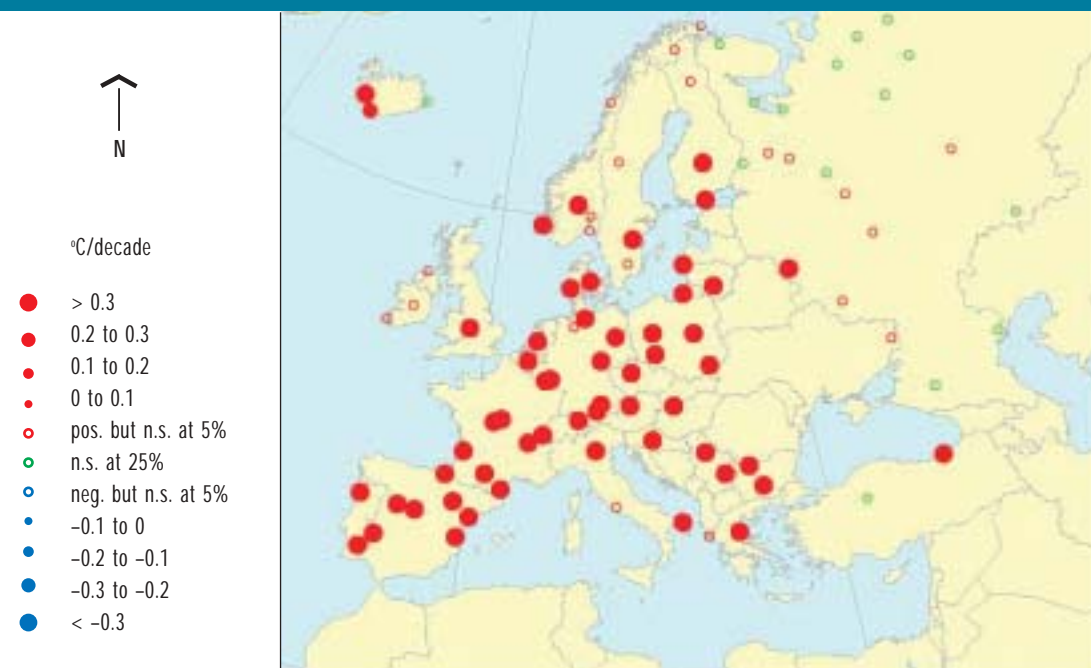 N
°C/decade
> 0.3
0.2 to 0.3
0.1 to 0.2
0 to 0.1
pos. but n.s. at 5%
n.s. at 25%
neg. but n.s. at 5%
–0.1 to 0
–0.2 to –0.1
–0.3 to –0.2
< –0.3